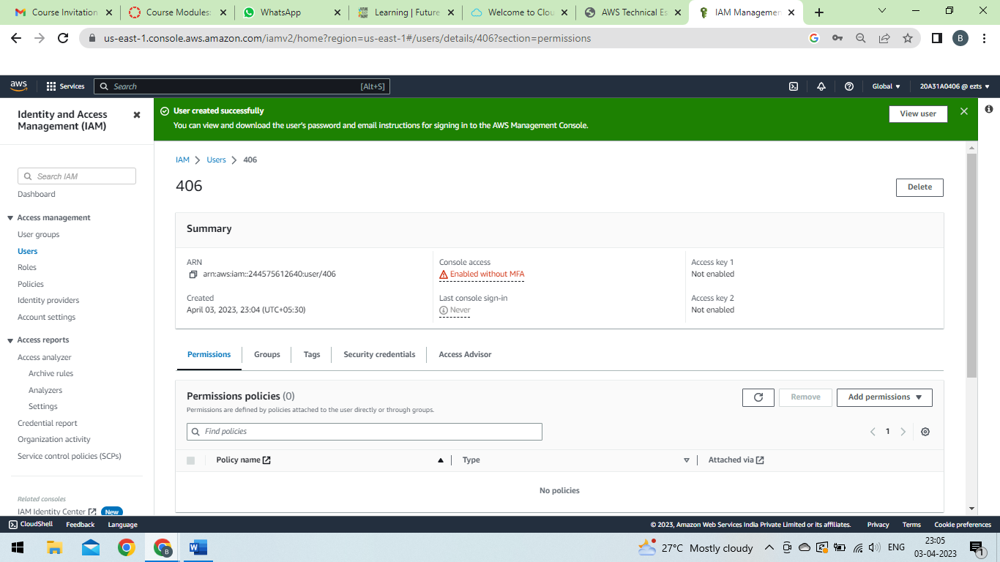 Course Invitation
Course Modules:
WhatsApp
Learning | Future
Welcome to Clou
AWS Technical Es
IAM Managemen
us-east-1.console.aws.amazon.com/iamv2/home?region=us-east-1#/users/details/406?section=permissions
B
aws
Services
Search
[Alt+S]
Global
20A31A0406 @ ezts
Identity and Access
Management (IAM)
User created successfully
You can view and download the user's password and email instructions for signing in to the AWS Management Console.
View user
Search IAM
Dashboard
Access management
User groups
Users
Roles
Policies
Identity providers
Account settings
Access reports
Access analyzer
Archive rules
Analyzers
Settings
Credential report
Organization activity
Service control policies (SCPs)
Related consoles
IAM Identity Center
New
IAM > Users > 406
406
Delete
Summary
ARN
arn:aws:iam::244575612640:user/406
Created
April 03, 2023, 23:04 (UTC+05:30)
Console access
Enabled without MFA
Last console sign-in
Never
Access key 1
Not enabled
Access key 2
Not enabled
Permissions
Groups
Tags
Security credentials
Access Advisor
Permissions policies (0)
Permissions are defined by policies attached to the user directly or through groups.
Remove
Add permissions
Find policies
1
Policy name
Type
Attached via
No policies
CloudShell
Feedback
Language
© 2023, Amazon Web Services India Private Limited or its affiliates.
Privacy
Terms
Cookie preferences
B
W
27°C Mostly cloudy
ENG
23:05
03-04-2023
1